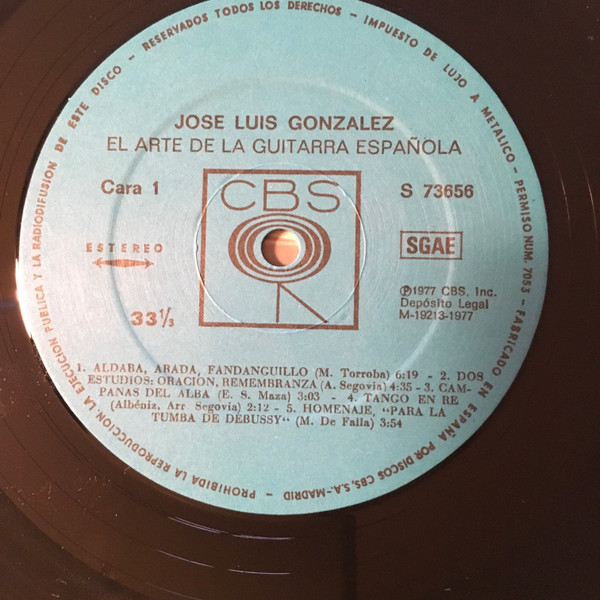 PROHIBIDA LA REPRODUCCION, LA EJECUCION PUBLICA Y LA RADIODIFUSION DE ESTE DISCO - RESERVADOS TODOS LOS DERECHOS - IMPUESTO DE LUJO A METALICO - PERMISO NUM. 7053 - FABRICADO EN ESPAÑA POR DISCOS CBS, S.A.-MADRID -
JOSE LUIS GONZALEZ
EL ARTE DE LA GUITARRA ESPAÑOLA
Cara 1
CBS
S 73656
ESTEREO
SGAE
33⅓
Ⓟ1977 CBS, Inc.
Depósito Legal
M-19213-1977
1. ALDABA, ARADA, FANDANGUILLO (M. Torroba) 6:19 - 2. DOS
ESTUDIOS: ORACION, REMEMBRANZA (A. Segovia) 4:35 - 3. CAM-
PANAS DEL ALBA (E. S. Maza) 3:03 - 4. TANGO EN RE
(Albéniz, Arr. Segovia) 2:12 - 5. HOMENAJE, "PARA LA
TUMBA DE DEBUSSY" (M. De Falla) 3:54